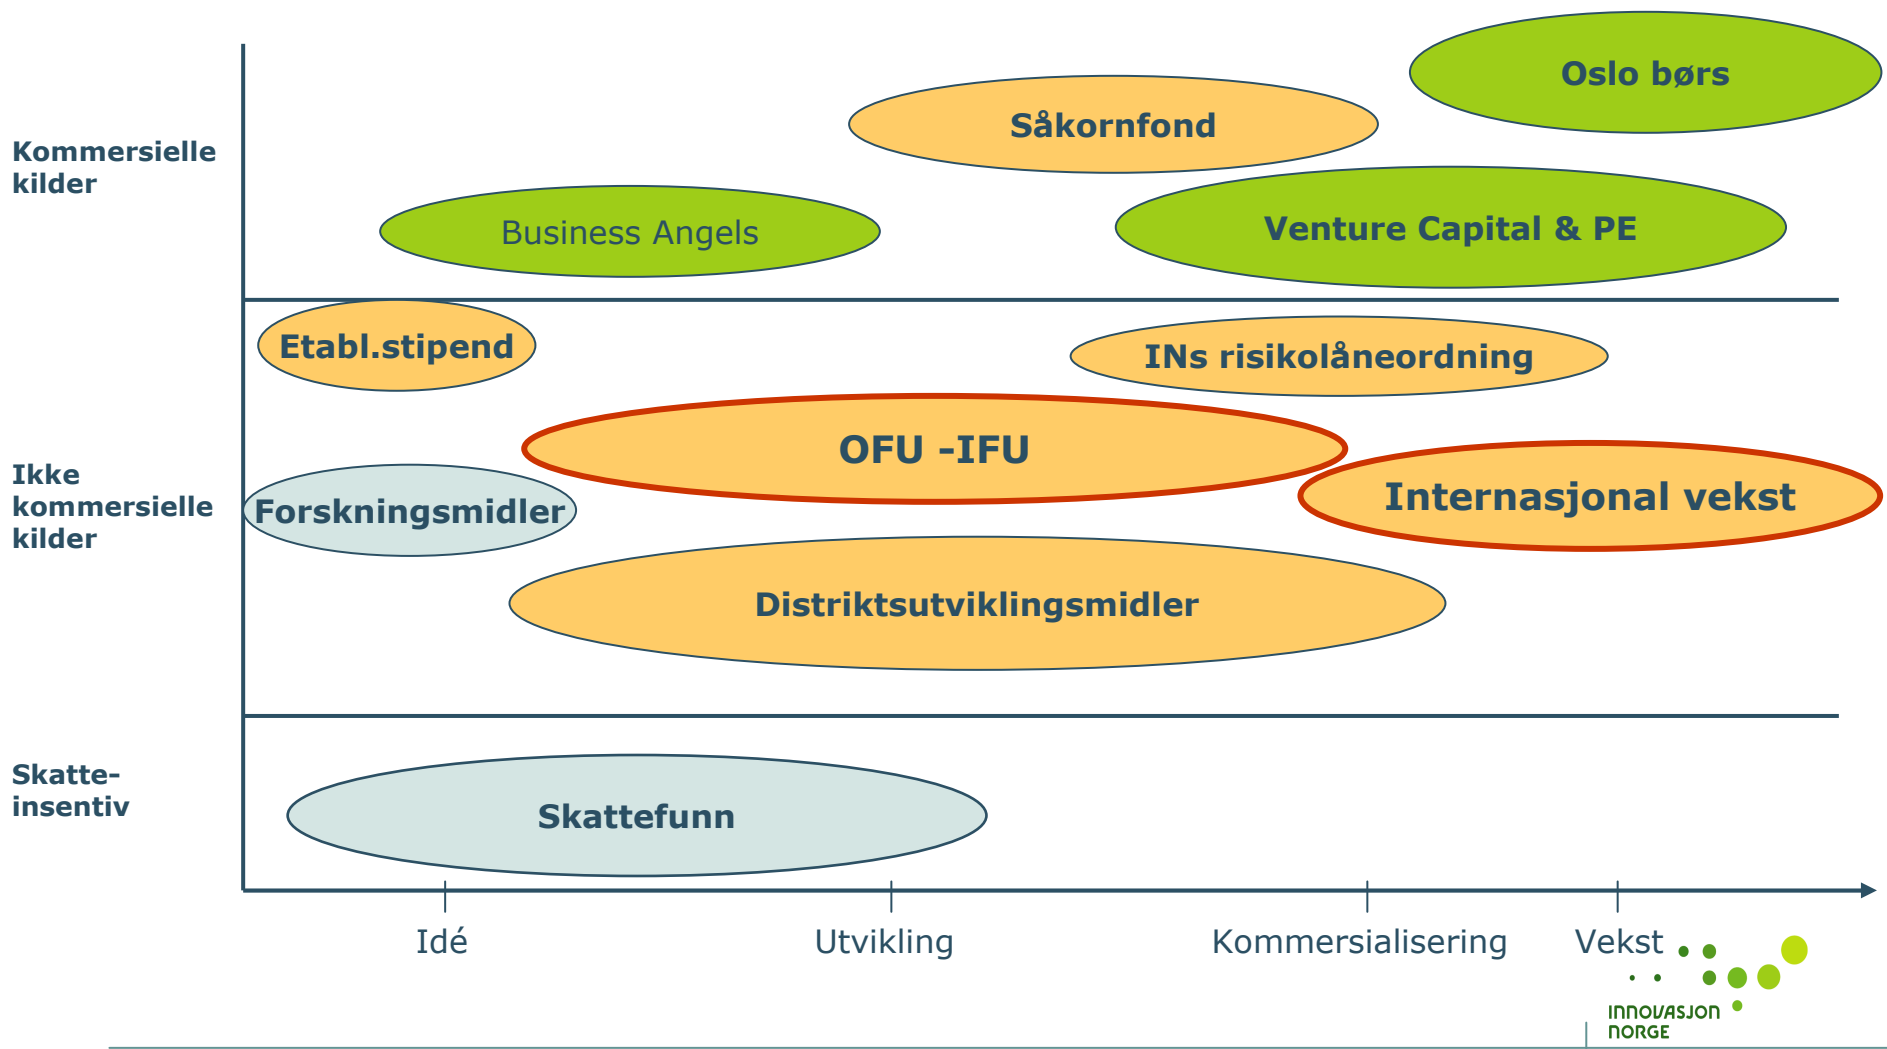 Oslo børs
Såkornfond
Kommersielle
kilder
Business Angels
Venture Capital & PE
Etabl.stipend
INs risikolåneordning
OFU -IFU
Ikke
kommersielle
kilder
Forskningsmidler
Internasjonal vekst
Distriktsutviklingsmidler
Skatte-
insentiv
Skattefunn
Idé
Utvikling
Kommersialisering
Vekst
INNOVASJON
NORGE